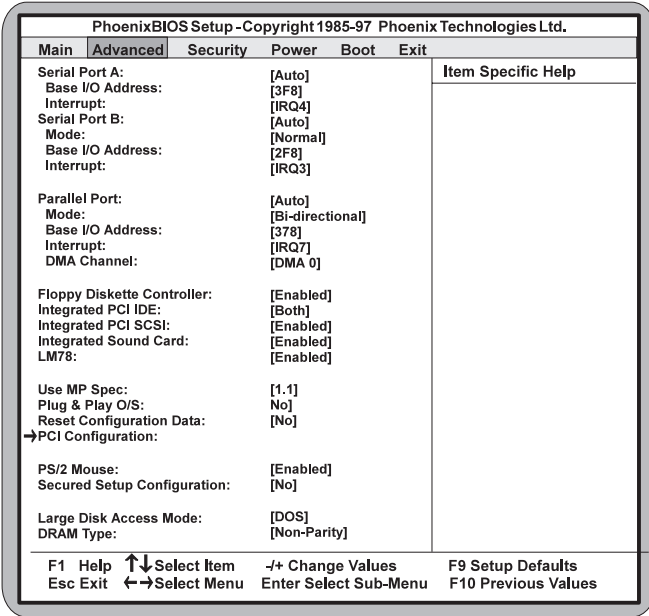 PhoenixBIOS Setup - Copyright 1985-97 Phoenix Technologies Ltd.
Main Advanced Security Power Boot Exit
Item Specific Help
Serial Port A: [Auto]
Base I/O Address: [3F8]
Interrupt: [IRQ4]
Serial Port B: [Auto]
Mode: [Normal]
Base I/O Address: [2F8]
Interrupt: [IRQ3]
Parallel Port: [Auto]
Mode: [Bi-directional]
Base I/O Address: [378]
Interrupt: [IRQ7]
DMA Channel: [DMA 0]
Floppy Diskette Controller: [Enabled]
Integrated PCI IDE: [Both]
Integrated PCI SCSI: [Enabled]
Integrated Sound Card: [Enabled]
LM78: [Enabled]
Use MP Spec: [1.1]
Plug & Play O/S: No]
Reset Configuration Data: [No]
→PCI Configuration:
PS/2 Mouse: [Enabled]
Secured Setup Configuration: [No]
Large Disk Access Mode: [DOS]
DRAM Type: [Non-Parity]
F1 Help ↑↓Select Item -/+ Change Values F9 Setup Defaults
Esc Exit ←→Select Menu Enter Select Sub-Menu F10 Previous Values